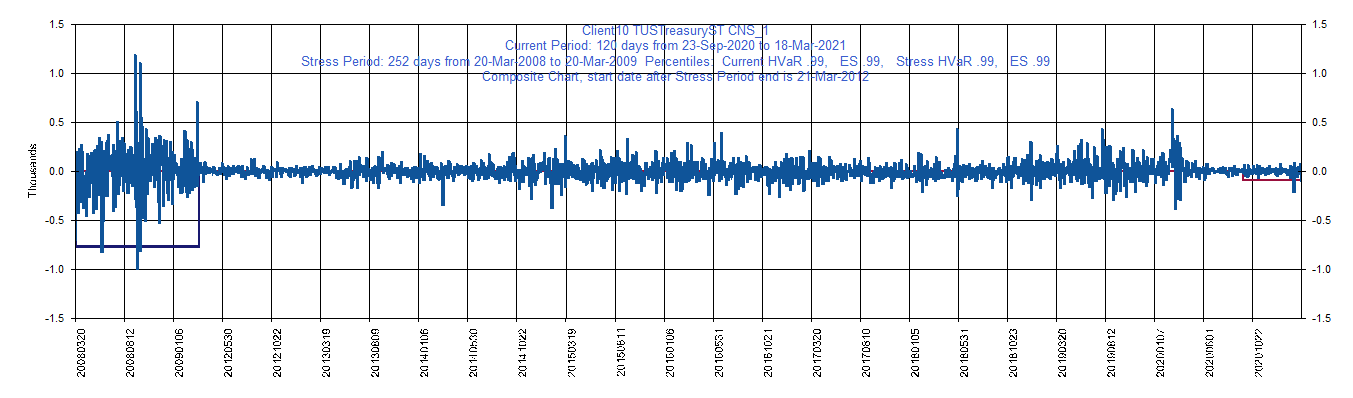 Client10 TUSTreasuryST CNS_1
Current Period: 120 days from 23-Sep-2020 to 18-Mar-2021
Stress Period: 252 days from 20-Mar-2008 to 20-Mar-2009 Percentiles: Current HVaR .99, ES .99, Stress HVaR .99, ES .99
Composite Chart, start date after Stress Period end is 21-Mar-2012
1.5 1.5
1.0 1.0
0.5 0.5
0.0 0.0
-0.5 -0.5
-1.0 -1.0
-1.5 -1.5
Thousands
20080320 20080812 20090106 20120530 20121022 20130319 20130809 20140106 20140530 20141022 20150319 20150811 20160106 20160531 20161021 20170320 20170810 20180105 20180531 20181023 20190320 20190812 20200107 20200601 20201022